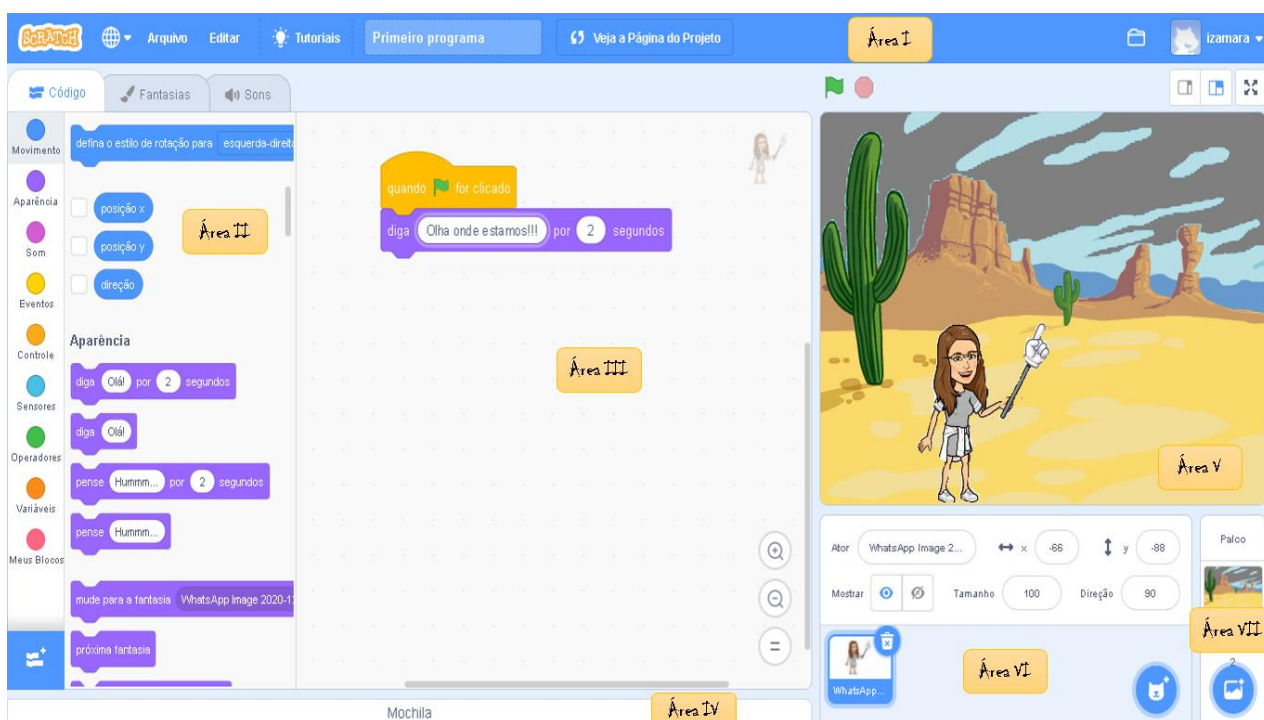 SCRATCH
Arquivo
Editar
Tutoriais
Primeiro programa
Veja a Página do Projeto
Área I
izamara
Código
Fantasias
Sons
Movimento
Aparência
Som
Eventos
Controle
Sensores
Operadores
Variáveis
Meus Blocos
defina o estilo de rotação para esquerda-direit
posição x
posição y
direção
Área II
Aparência
diga Olá! por 2 segundos
diga Olá!
pense Hummm... por 2 segundos
pense Hummm...
mude para a fantasia WhatsApp Image 2020-1
próxima fantasia
quando for clicado
diga Olha onde estamos!!! por 2 segundos
Área III
Mochila
Área IV
Área V
Ator WhatsApp Image 2... x -66 y -88
Mostrar Tamanho 100 Direção 90
WhatsApp...
Área VI
Palco
Área VII
2